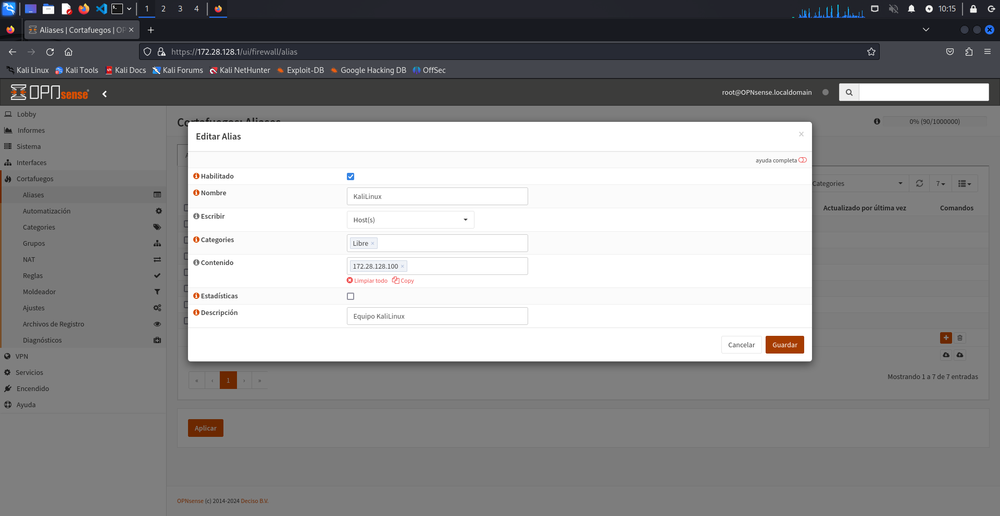 1 2 3 4 10:15
Aliases | Cortafuegos | OP
https://172.28.128.1/ui/firewall/alias
Kali Linux Kali Tools Kali Docs Kali Forums Kali NetHunter Exploit-DB Google Hacking DB OffSec
OPNsense root@OPNsense.localdomain
Lobby
Informes
Sistema
Interfaces
Cortafuegos
Aliases
Automatización
Categories
Grupos
NAT
Reglas
Moldeador
Ajustes
Archivos de Registro
Diagnósticos
VPN
Servicios
Encendido
Ayuda
Cortafuegos: Aliases
0% (90/1000000)
Editar Alias ×
ayuda completa
Habilitado
Nombre KaliLinux
Escribir Host(s)
Categories Libre ×
Contenido 172.28.128.100 ×
Limpiar todo Copy
Estadísticas
Descripción Equipo KaliLinux
Cancelar Guardar
Categories 7
Actualizado por última vez Comandos
« ‹ 1 › »
Mostrando 1 a 7 de 7 entradas
Aplicar
OPNsense (c) 2014-2024 Deciso B.V.